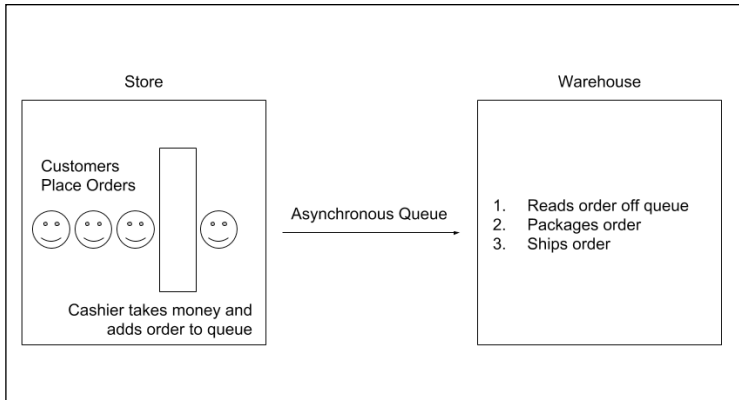 Store
Customers
Place Orders
Cashier takes money and
adds order to queue
Asynchronous Queue
Warehouse
1. Reads order off queue
2. Packages order
3. Ships order